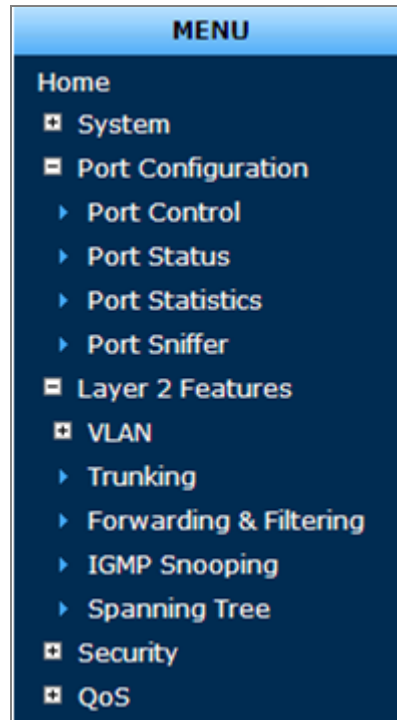 MENU
Home
System
Port Configuration
Port Control
Port Status
Port Statistics
Port Sniffer
Layer 2 Features
VLAN
Trunking
Forwarding & Filtering
IGMP Snooping
Spanning Tree
Security
QoS